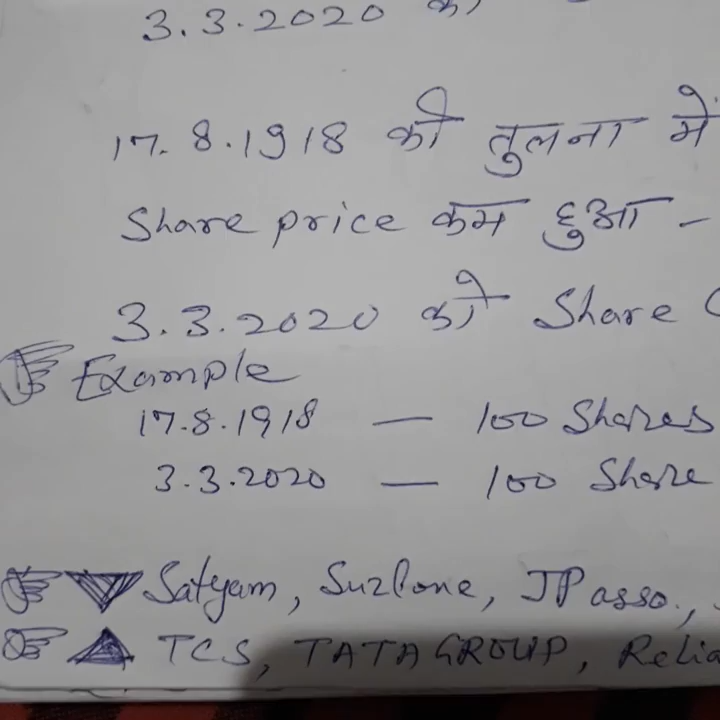 3.3.2020 को
17.8.1918 की तुलना में
Share price कम हुआ -
3.3.2020 को Share
Example
17.8.1918 — 100 Shares
3.3.2020 — 100 Share
Satyam, Suzlone, JP asso.,
TCS, TATA GROUP, Relia